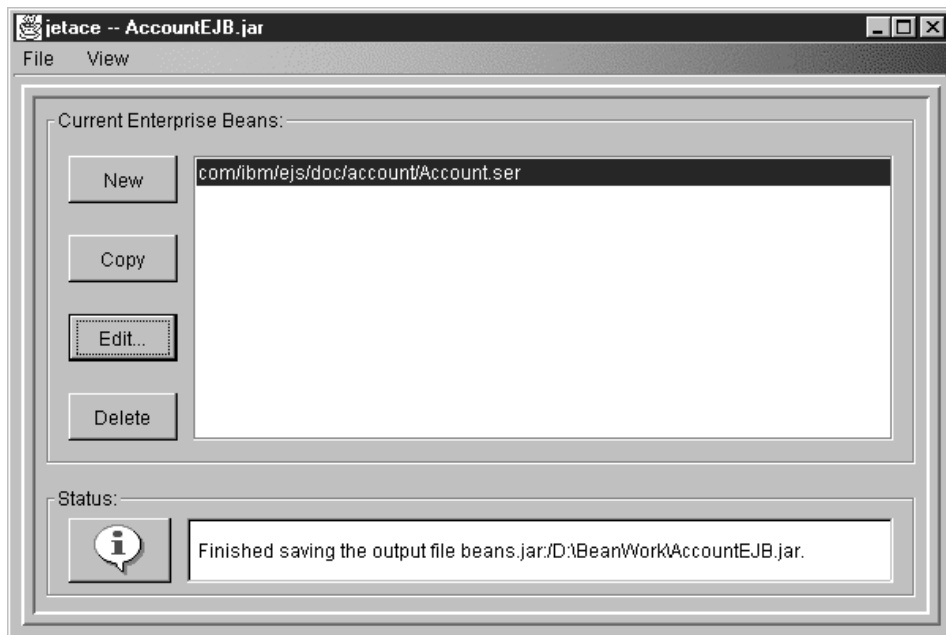 jetace -- AccountEJB.jar
File View
Current Enterprise Beans:
New
com/ibm/ejs/doc/account/Account.ser
Copy
Edit...
Delete
Status:
Finished saving the output file beans.jar:/D:\BeanWork\AccountEJB.jar.